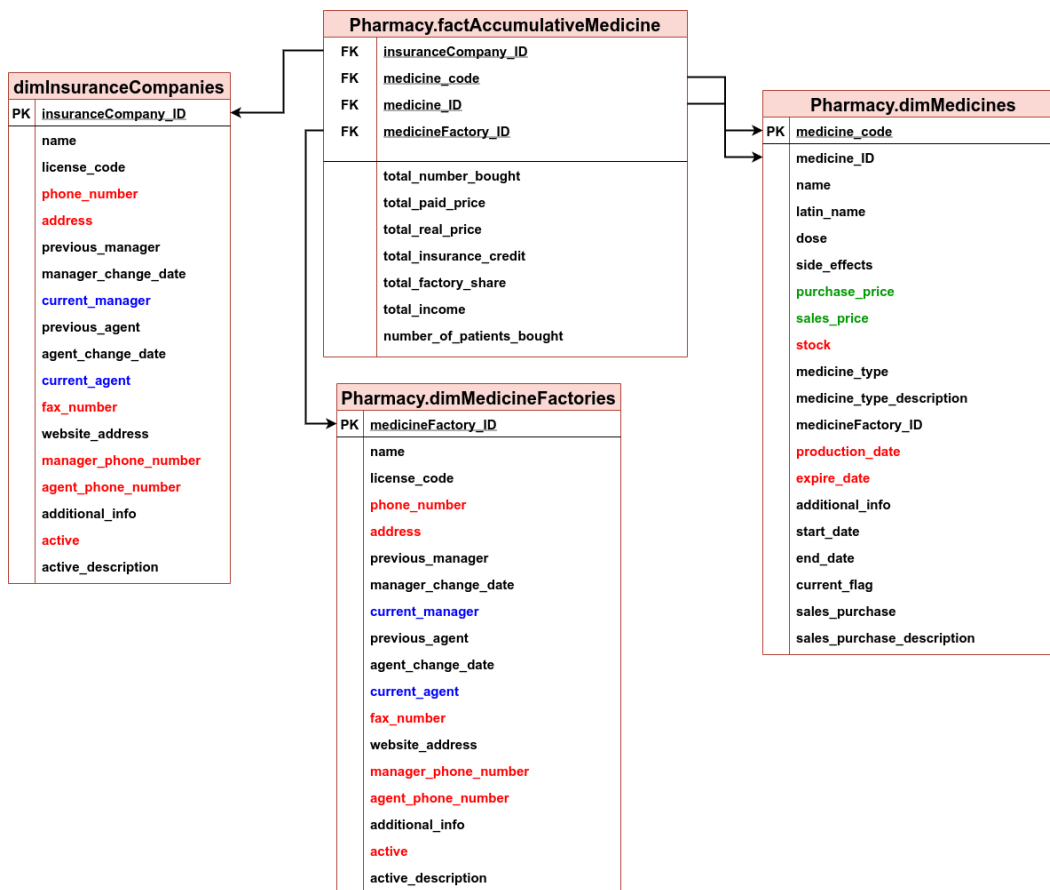 Pharmacy.factAccumulativeMedicine
FK insuranceCompany_ID
FK medicine_code
FK medicine_ID
FK medicineFactory_ID
total_number_bought
total_paid_price
total_real_price
total_insurance_credit
total_factory_share
total_income
number_of_patients_bought
dimInsuranceCompanies
PK insuranceCompany_ID
name
license_code
phone_number
address
previous_manager
manager_change_date
current_manager
previous_agent
agent_change_date
current_agent
fax_number
website_address
manager_phone_number
agent_phone_number
additional_info
active
active_description
Pharmacy.dimMedicines
PK medicine_code
medicine_ID
name
latin_name
dose
side_effects
purchase_price
sales_price
stock
medicine_type
medicine_type_description
medicineFactory_ID
production_date
expire_date
additional_info
start_date
end_date
current_flag
sales_purchase
sales_purchase_description
Pharmacy.dimMedicineFactories
PK medicineFactory_ID
name
license_code
phone_number
address
previous_manager
manager_change_date
current_manager
previous_agent
agent_change_date
current_agent
fax_number
website_address
manager_phone_number
agent_phone_number
additional_info
active
active_description